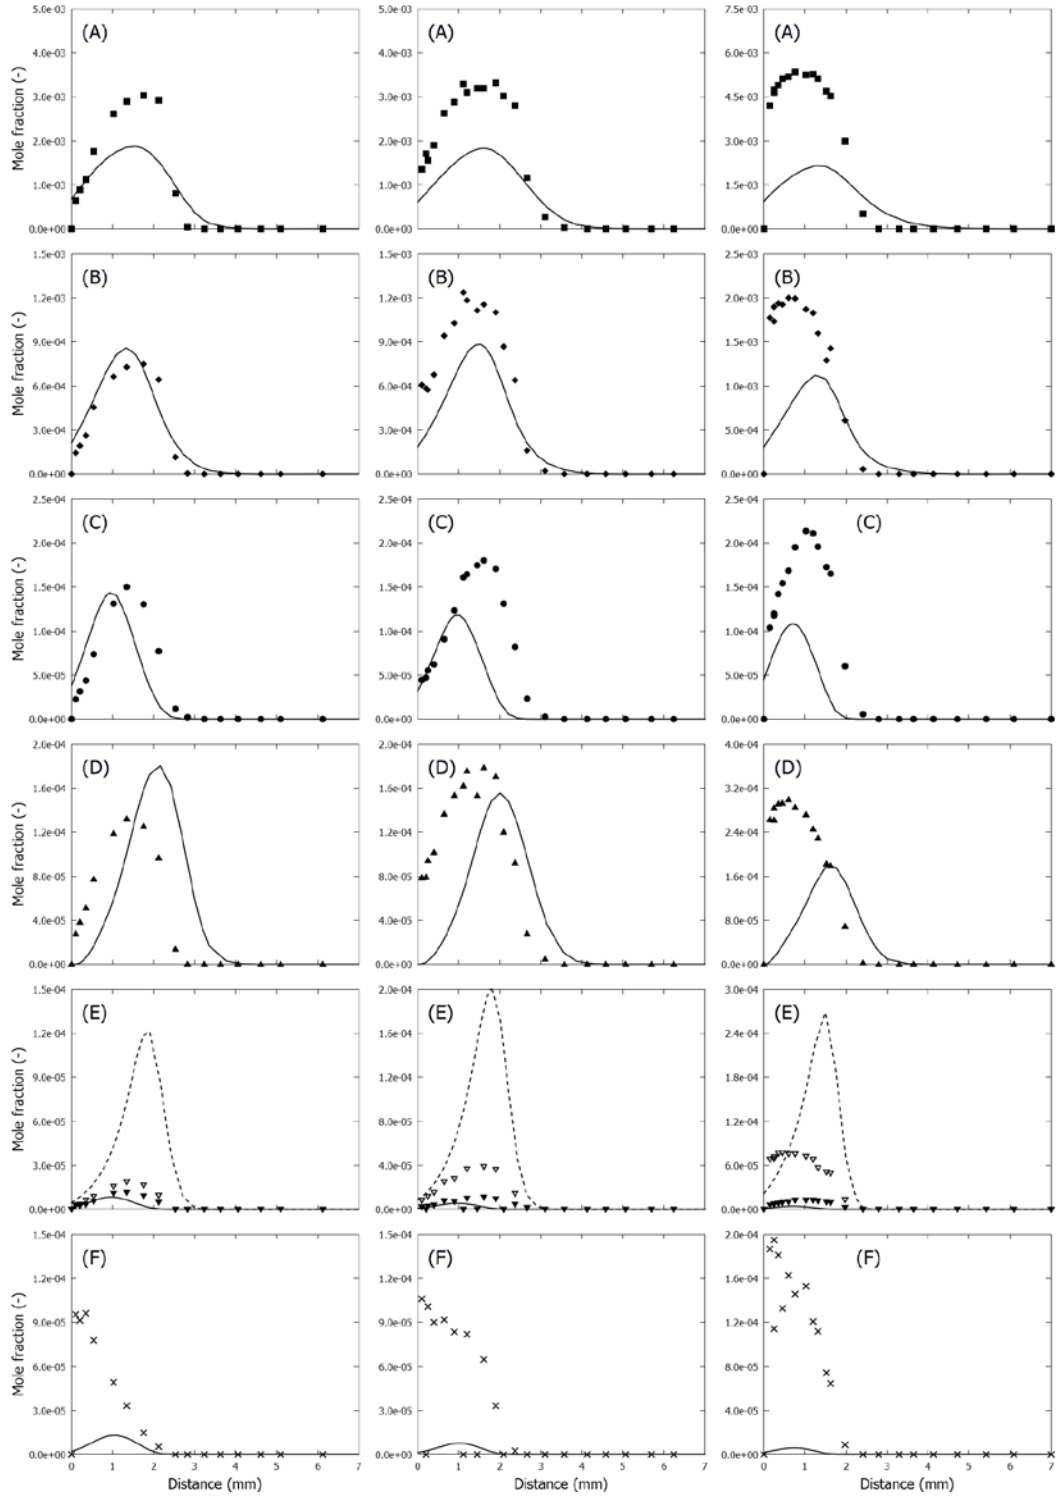 5.0e-03 5.0e-03 7.5e-03
(A) (A) (A)
4.0e-03 4.0e-03 6.0e-03
Mole fraction (-)
3.0e-03 3.0e-03 4.5e-03
2.0e-03 2.0e-03 3.0e-03
1.0e-03 1.0e-03 1.5e-03
0.0e+00 0.0e+00 0.0e+00
1.5e-03 1.5e-03 2.5e-03
(B) (B) (B)
1.2e-03 1.2e-03 2.0e-03
Mole fraction (-)
9.0e-04 9.0e-04 1.5e-03
6.0e-04 6.0e-04 1.0e-03
3.0e-04 3.0e-04 5.0e-04
0.0e+00 0.0e+00 0.0e+00
2.5e-04 2.5e-04 2.5e-04
(C) (C) (C)
2.0e-04 2.0e-04 2.0e-04
Mole fraction (-)
1.5e-04 1.5e-04 1.5e-04
1.0e-04 1.0e-04 1.0e-04
5.0e-05 5.0e-05 5.0e-05
0.0e+00 0.0e+00 0.0e+00
2.0e-04 2.0e-04 4.0e-04
(D) (D) (D)
1.6e-04 1.6e-04 3.2e-04
Mole fraction (-)
1.2e-04 1.2e-04 2.4e-04
8.0e-05 8.0e-05 1.6e-04
4.0e-05 4.0e-05 8.0e-05
0.0e+00 0.0e+00 0.0e+00
1.5e-04 2.0e-04 3.0e-04
(E) (E) (E)
1.2e-04 1.6e-04 2.4e-04
Mole fraction (-)
9.0e-05 1.2e-04 1.8e-04
6.0e-05 8.0e-05 1.2e-04
3.0e-05 4.0e-05 6.0e-05
0.0e+00 0.0e+00 0.0e+00
1.5e-04 1.5e-04 2.0e-04
(F) (F) (F)
1.2e-04 1.2e-04 1.6e-04
Mole fraction (-)
9.0e-05 9.0e-05 1.2e-04
6.0e-05 6.0e-05 8.0e-05
3.0e-05 3.0e-05 4.0e-05
0.0e+00 0.0e+00 0.0e+00
0 1 2 3 4 5 6 7 0 1 2 3 4 5 6 7 0 1 2 3 4 5 6 7
Distance (mm) Distance (mm) Distance (mm)